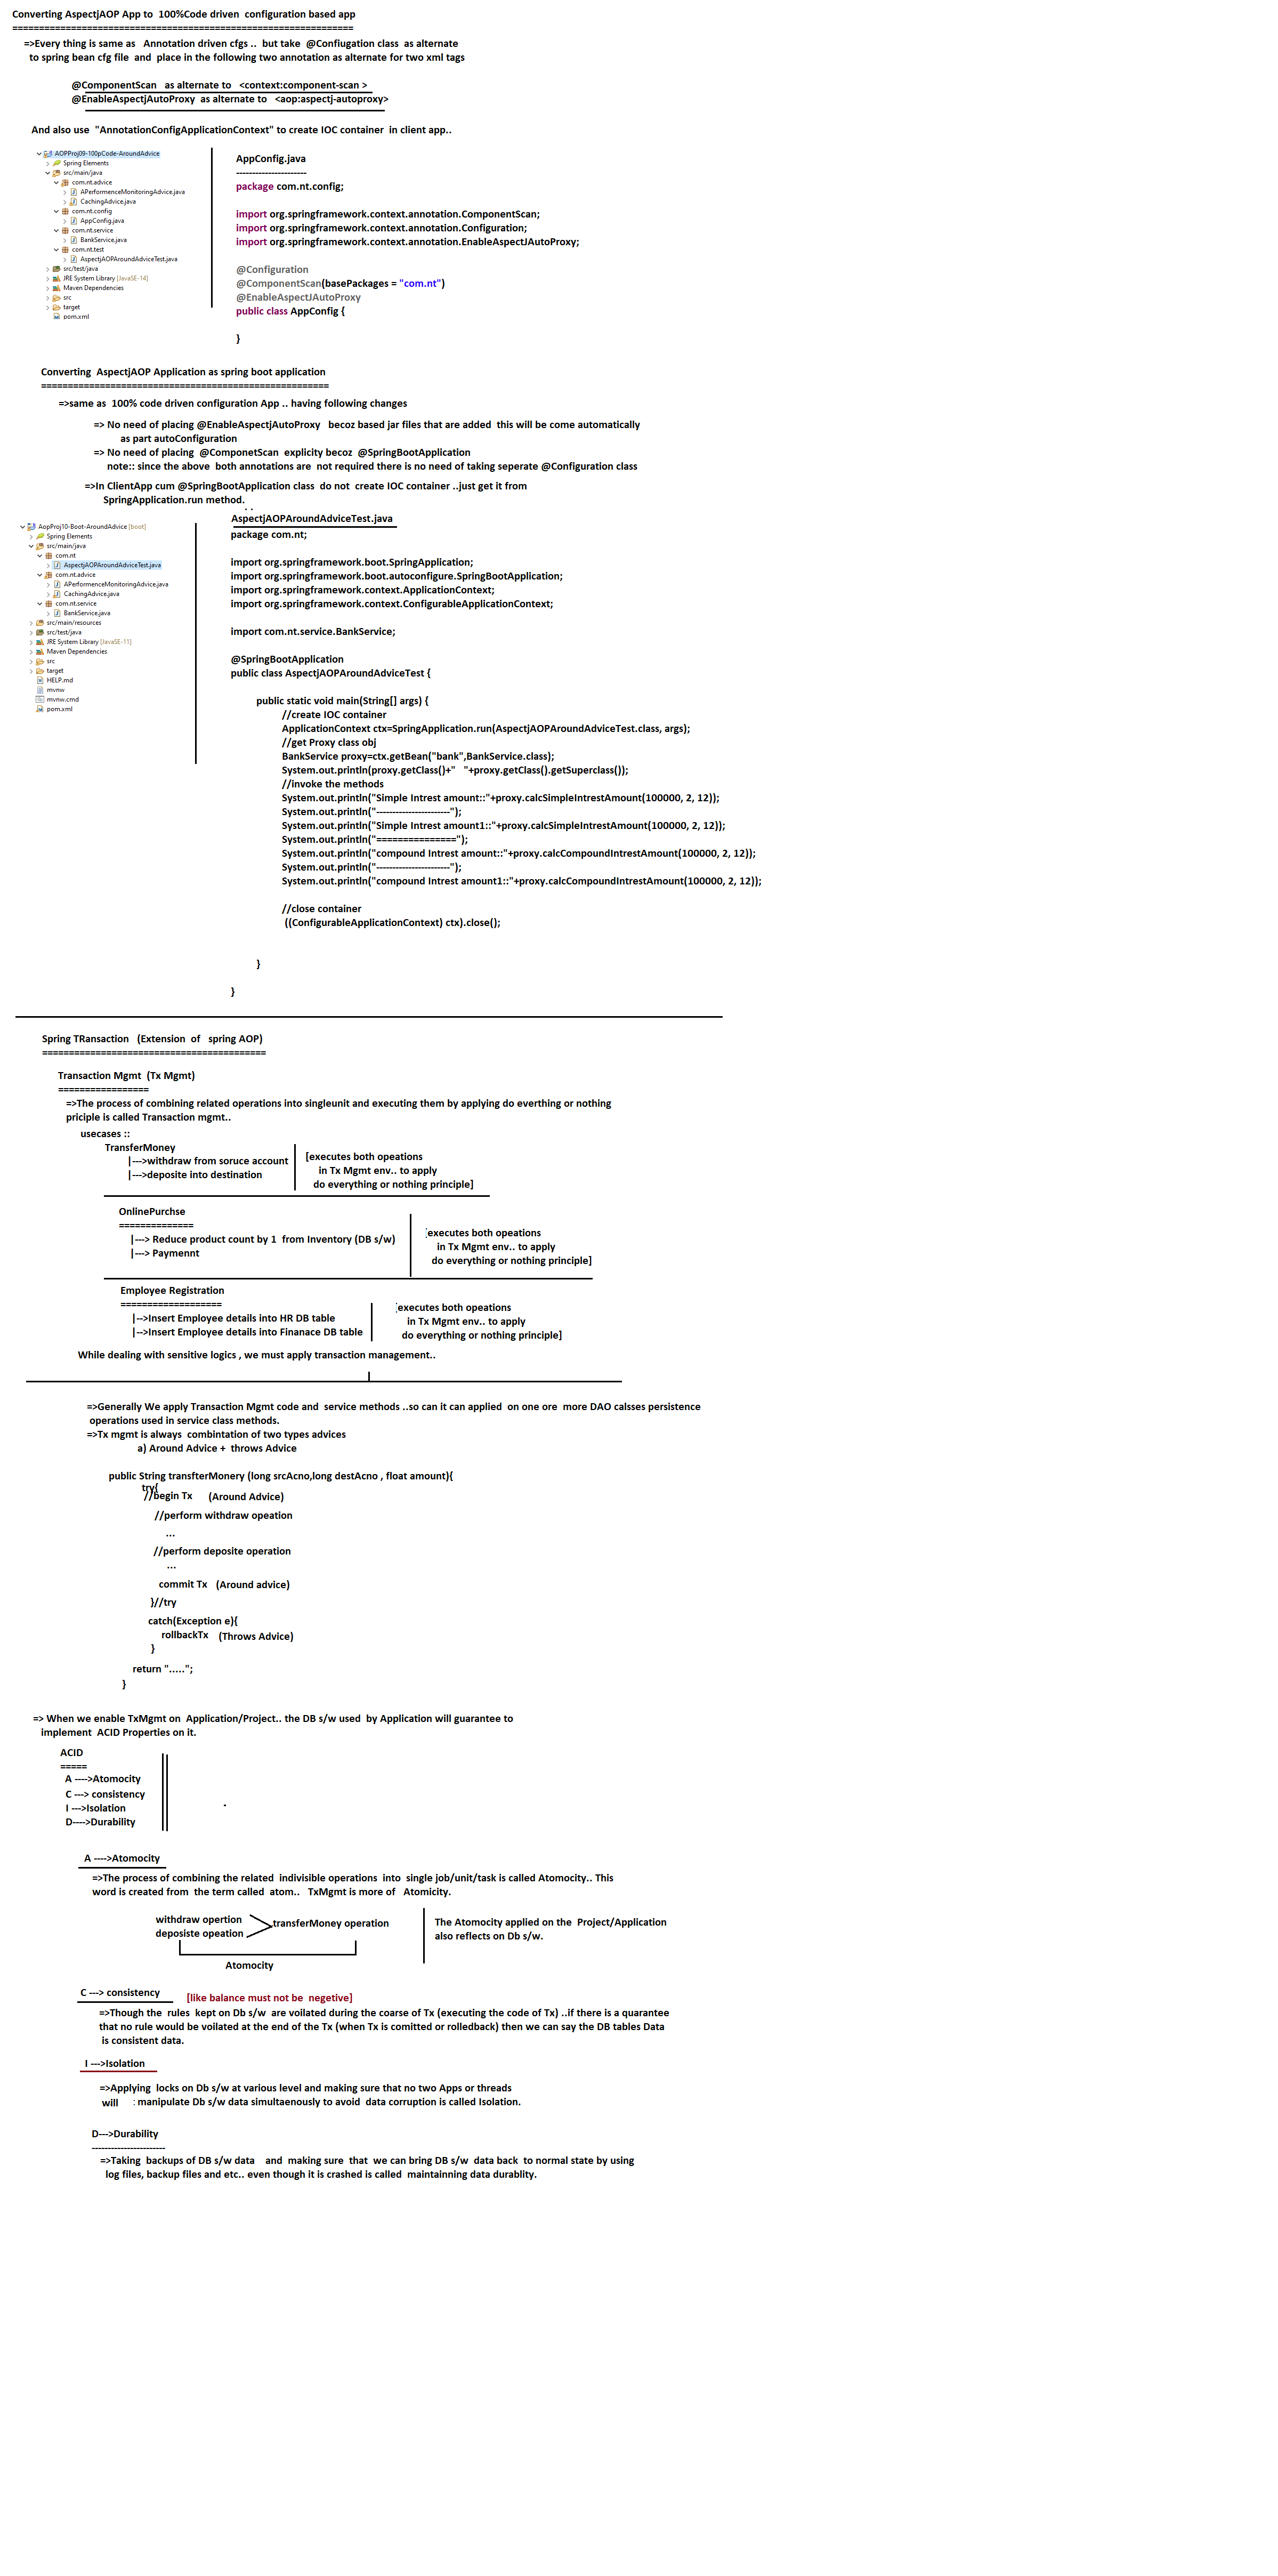 Converting AspectjAOP App to  100%Code driven  configuration based app
================================================================
=>Every thing is same as   Annotation driven cfgs ..  but take  @Confiugation class  as alternate
to spring bean cfg file  and  place in the following two annotation as alternate for two xml tags
@ComponentScan   as alternate to   <context:component-scan >
@EnableAspectjAutoProxy  as alternate to   <aop:aspectj-autoproxy>
And also use  "AnnotationConfigApplicationContext" to create IOC container  in client app..
AOPProj09-100pCode-AroundAdvice
Spring Elements
src/main/java
com.nt.advice
APerformenceMonitoringAdvice.java
CachingAdvice.java
com.nt.config
AppConfig.java
com.nt.service
BankService.java
com.nt.test
AspectjAOPAroundAdviceTest.java
src/test/java
JRE System Library [JavaSE-14]
Maven Dependencies
src
target
pom.xml
AppConfig.java
----------------------
package com.nt.config;
import org.springframework.context.annotation.ComponentScan;
import org.springframework.context.annotation.Configuration;
import org.springframework.context.annotation.EnableAspectJAutoProxy;
@Configuration
@ComponentScan(basePackages = "com.nt")
@EnableAspectJAutoProxy
public class AppConfig {
}
Converting  AspectjAOP Application as spring boot application
======================================================
=>same as  100% code driven configuration App .. having following changes
=> No need of placing @EnableAspectjAutoProxy   becoz based jar files that are added  this will be come automatically
as part autoConfiguration
=> No need of placing  @ComponetScan  explicity becoz  @SpringBootApplication
note:: since the above  both annotations are  not required there is no need of taking seperate @Configuration class
=>In ClientApp cum @SpringBootApplication class  do not  create IOC container ..just get it from
SpringApplication.run method.
AopProj10-Boot-AroundAdvice [boot]
Spring Elements
src/main/java
com.nt
AspectjAOPAroundAdviceTest.java
com.nt.advice
APerformenceMonitoringAdvice.java
CachingAdvice.java
com.nt.service
BankService.java
src/main/resources
src/test/java
JRE System Library [JavaSE-11]
Maven Dependencies
src
target
HELP.md
mvnw
mvnw.cmd
pom.xml
AspectjAOPAroundAdviceTest.java
package com.nt;
import org.springframework.boot.SpringApplication;
import org.springframework.boot.autoconfigure.SpringBootApplication;
import org.springframework.context.ApplicationContext;
import org.springframework.context.ConfigurableApplicationContext;
import com.nt.service.BankService;
@SpringBootApplication
public class AspectjAOPAroundAdviceTest {
public static void main(String[] args) {
//create IOC container
ApplicationContext ctx=SpringApplication.run(AspectjAOPAroundAdviceTest.class, args);
//get Proxy class obj
BankService proxy=ctx.getBean("bank",BankService.class);
System.out.println(proxy.getClass()+"   "+proxy.getClass().getSuperclass());
//invoke the methods
System.out.println("Simple Intrest amount::"+proxy.calcSimpleIntrestAmount(100000, 2, 12));
System.out.println("-----------------------");
System.out.println("Simple Intrest amount1::"+proxy.calcSimpleIntrestAmount(100000, 2, 12));
System.out.println("===============");
System.out.println("compound Intrest amount::"+proxy.calcCompoundIntrestAmount(100000, 2, 12));
System.out.println("-----------------------");
System.out.println("compound Intrest amount1::"+proxy.calcCompoundIntrestAmount(100000, 2, 12));
//close container
((ConfigurableApplicationContext) ctx).close();
}
}
Spring TRansaction   (Extension  of   spring AOP)
==========================================
Transaction Mgmt  (Tx Mgmt)
=================
=>The process of combining related operations into singleunit and executing them by applying do everthing or nothing
priciple is called Transaction mgmt..
usecases ::
TransferMoney
|--->withdraw from soruce account
|--->deposite into destination
[executes both opeations
in Tx Mgmt env.. to apply
do everything or nothing principle]
OnlinePurchse
==============
|---> Reduce product count by 1  from Inventory (DB s/w)
|---> Paymennt
[executes both opeations
in Tx Mgmt env.. to apply
do everything or nothing principle]
Employee Registration
===================
|-->Insert Employee details into HR DB table
|-->Insert Employee details into Finanace DB table
[executes both opeations
in Tx Mgmt env.. to apply
do everything or nothing principle]
While dealing with sensitive logics , we must apply transaction management..
=>Generally We apply Transaction Mgmt code and  service methods ..so can it can applied  on one ore  more DAO calsses persistence
operations used in service class methods.
=>Tx mgmt is always  combintation of two types advices
a) Around Advice +  throws Advice
public String transfterMonery (long srcAcno,long destAcno , float amount){
try{
//begin Tx     (Around Advice)
//perform withdraw opeation
...
//perform deposite operation
...
commit Tx   (Around advice)
}//try
catch(Exception e){
rollbackTx   (Throws Advice)
}
return ".....";
}
=> When we enable TxMgmt on  Application/Project.. the DB s/w used  by Application will guarantee to
implement  ACID Properties on it.
ACID
=====
A ---->Atomocity
C ---> consistency
I --->Isolation
D---->Durability
A ---->Atomocity
=>The process of combining the related  indivisible operations  into  single job/unit/task is called Atomocity.. This
word is created from  the term called  atom..   TxMgmt is more of   Atomicity.
withdraw opertion
deposiste opeation
transferMoney operation
Atomocity
The Atomocity applied on the  Project/Application
also reflects on Db s/w.
C ---> consistency
[like balance must not be  negetive]
=>Though the  rules  kept on Db s/w  are voilated during the coarse of Tx (executing the code of Tx) ..if there is a quarantee
that no rule would be voilated at the end of the Tx (when Tx is comitted or rolledback) then we can say the DB tables Data
is consistent data.
I --->Isolation
=>Applying  locks on Db s/w at various level and making sure that no two Apps or threads
will : manipulate Db s/w data simultaenously to avoid  data corruption is called Isolation.
D--->Durability
-----------------------
=>Taking  backups of DB s/w data    and  making sure  that  we can bring DB s/w  data back  to normal state by using
log files, backup files and etc.. even though it is crashed is called  maintainning data durablity.